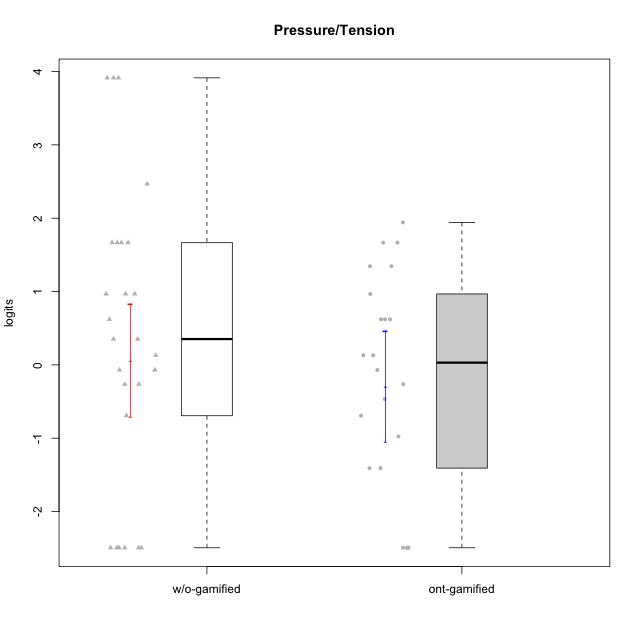 Pressure/Tension
logits
4
3
2
1
0
-1
-2
w/o-gamified
ont-gamified